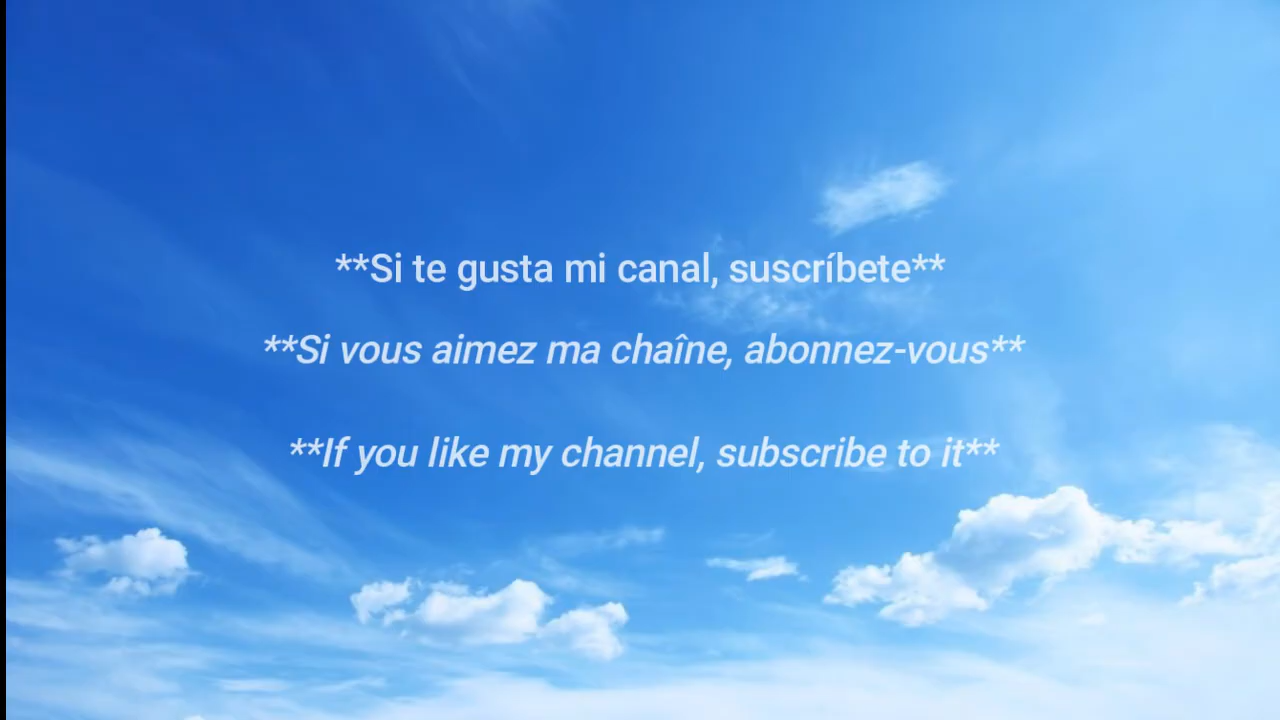 **Si te gusta mi canal, suscríbete**
**Si vous aimez ma chaîne, abonnez-vous**
**If you like my channel, subscribe to it**